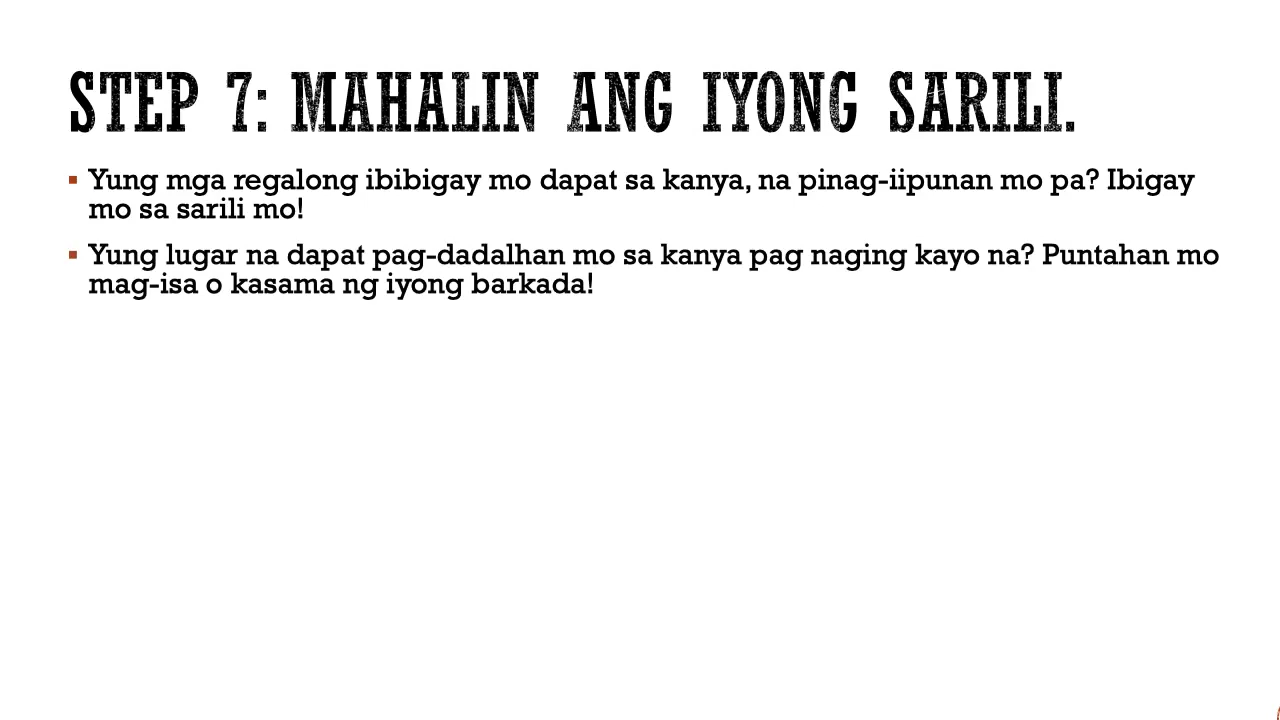 STEP 7: MAHALIN ANG IYONG SARILI.
▪ Yung mga regalong ibibigay mo dapat sa kanya, na pinag-iipunan mo pa? Ibigay
mo sa sarili mo!
▪ Yung lugar na dapat pag-dadalhan mo sa kanya pag naging kayo na? Puntahan mo
mag-isa o kasama ng iyong barkada!